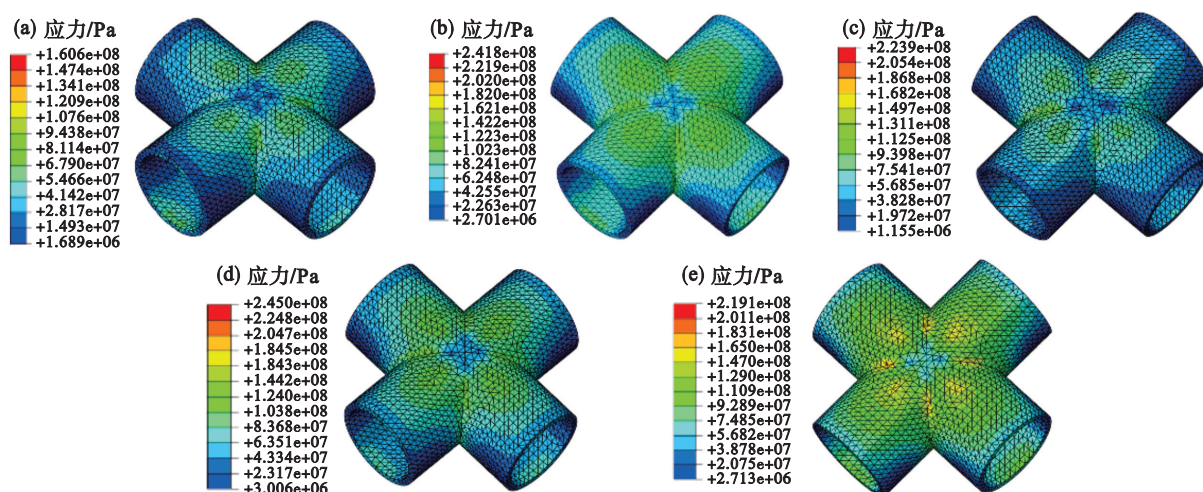 (a) 应力/Pa
+1.606e+08
+1.474e+08
+1.341e+08
+1.209e+08
+1.076e+08
+9.438e+07
+8.114e+07
+6.790e+07
+5.466e+07
+4.142e+07
+2.817e+07
+1.493e+07
+1.689e+06
(b) 应力/Pa
+2.418e+08
+2.219e+08
+2.020e+08
+1.820e+08
+1.621e+08
+1.422e+08
+1.223e+08
+1.023e+08
+8.241e+07
+6.248e+07
+4.255e+07
+2.263e+07
+2.701e+06
(c) 应力/Pa
+2.239e+08
+2.054e+08
+1.868e+08
+1.682e+08
+1.497e+08
+1.311e+08
+1.125e+08
+9.398e+07
+7.541e+07
+5.685e+07
+3.828e+07
+1.972e+07
+1.155e+06
(d) 应力/Pa
+2.450e+08
+2.248e+08
+2.047e+08
+1.845e+08
+1.843e+08
+1.442e+08
+1.240e+08
+1.038e+08
+8.367e+07
+6.351e+07
+4.334e+07
+2.317e+07
+3.006e+06
(e) 应力/Pa
+2.191e+08
+2.011e+08
+1.831e+08
+1.650e+08
+1.470e+08
+1.290e+08
+1.109e+08
+9.289e+07
+7.485e+07
+5.682e+07
+3.878e+07
+2.075e+07
+2.713e+06